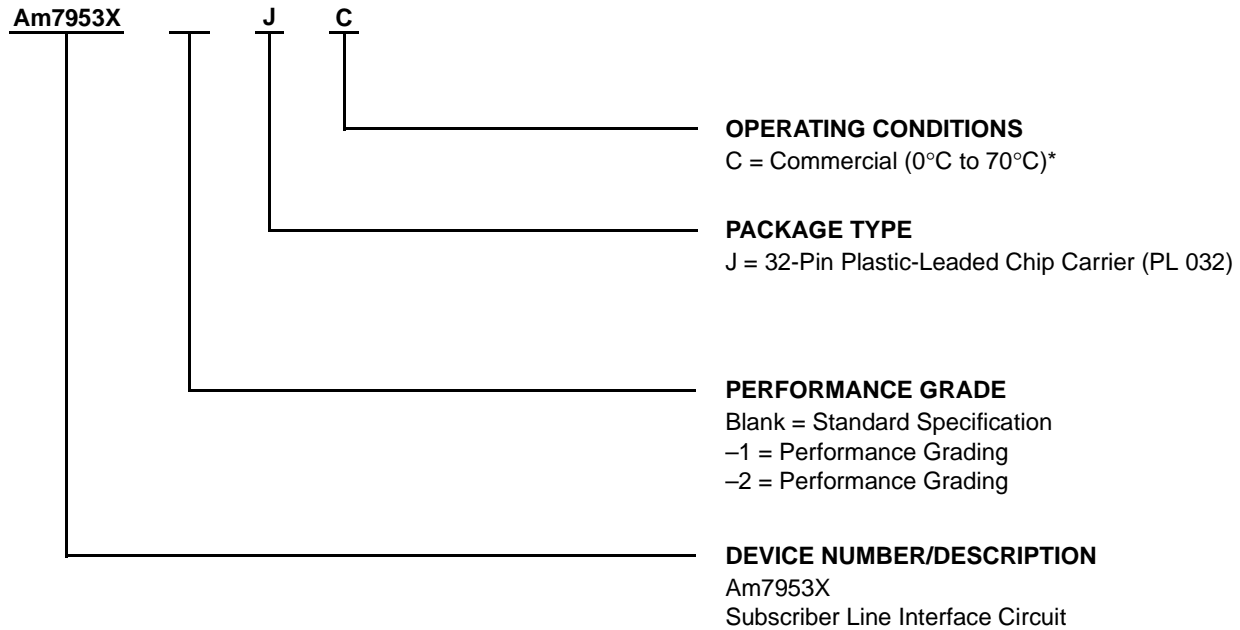 Am7953X J C
OPERATING CONDITIONS
C = Commercial (0°C to 70°C)*
PACKAGE TYPE
J = 32-Pin Plastic-Leaded Chip Carrier (PL 032)
PERFORMANCE GRADE
Blank = Standard Specification
–1 = Performance Grading
–2 = Performance Grading
DEVICE NUMBER/DESCRIPTION
Am7953X
Subscriber Line Interface Circuit